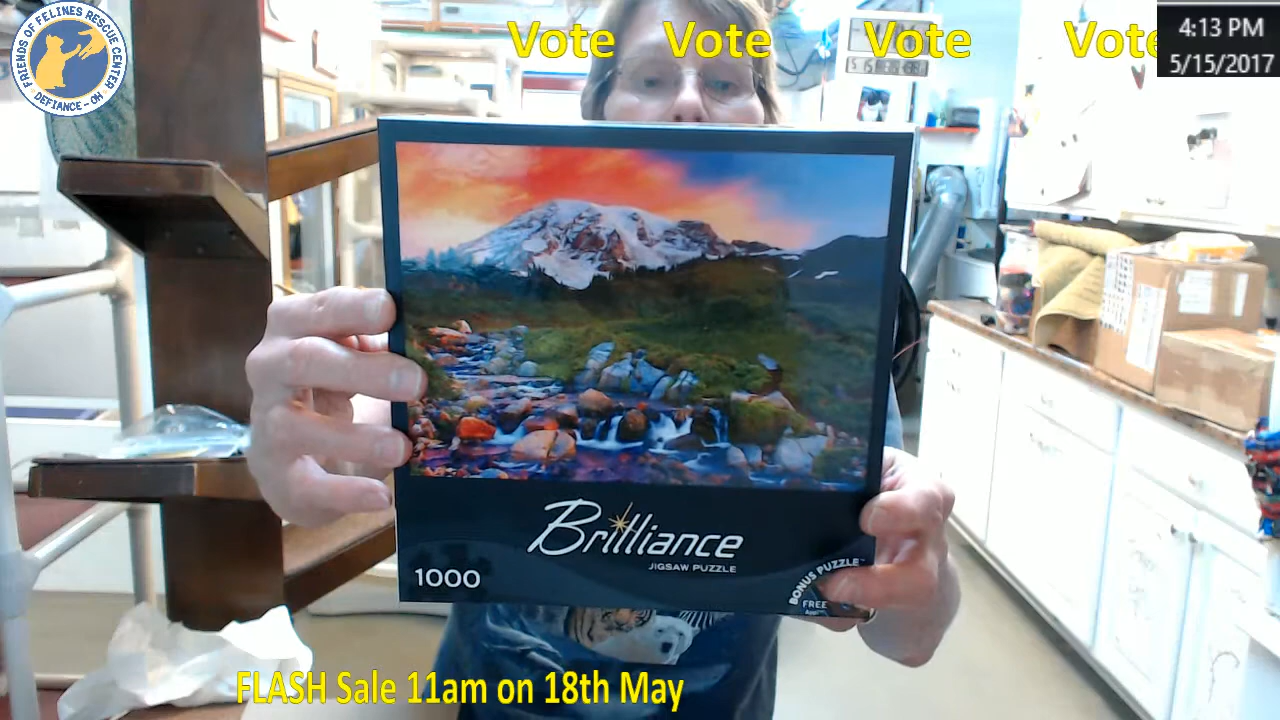 FRIENDS OF FELINES RESCUE CENTER
DEFIANCE - OH
Vote Vote Vote Vote
4:13 PM
5/15/2017
Brilliance
JIGSAW PUZZLE
1000
BONUS PUZZLE
FREE
FLASH Sale 11am on 18th May